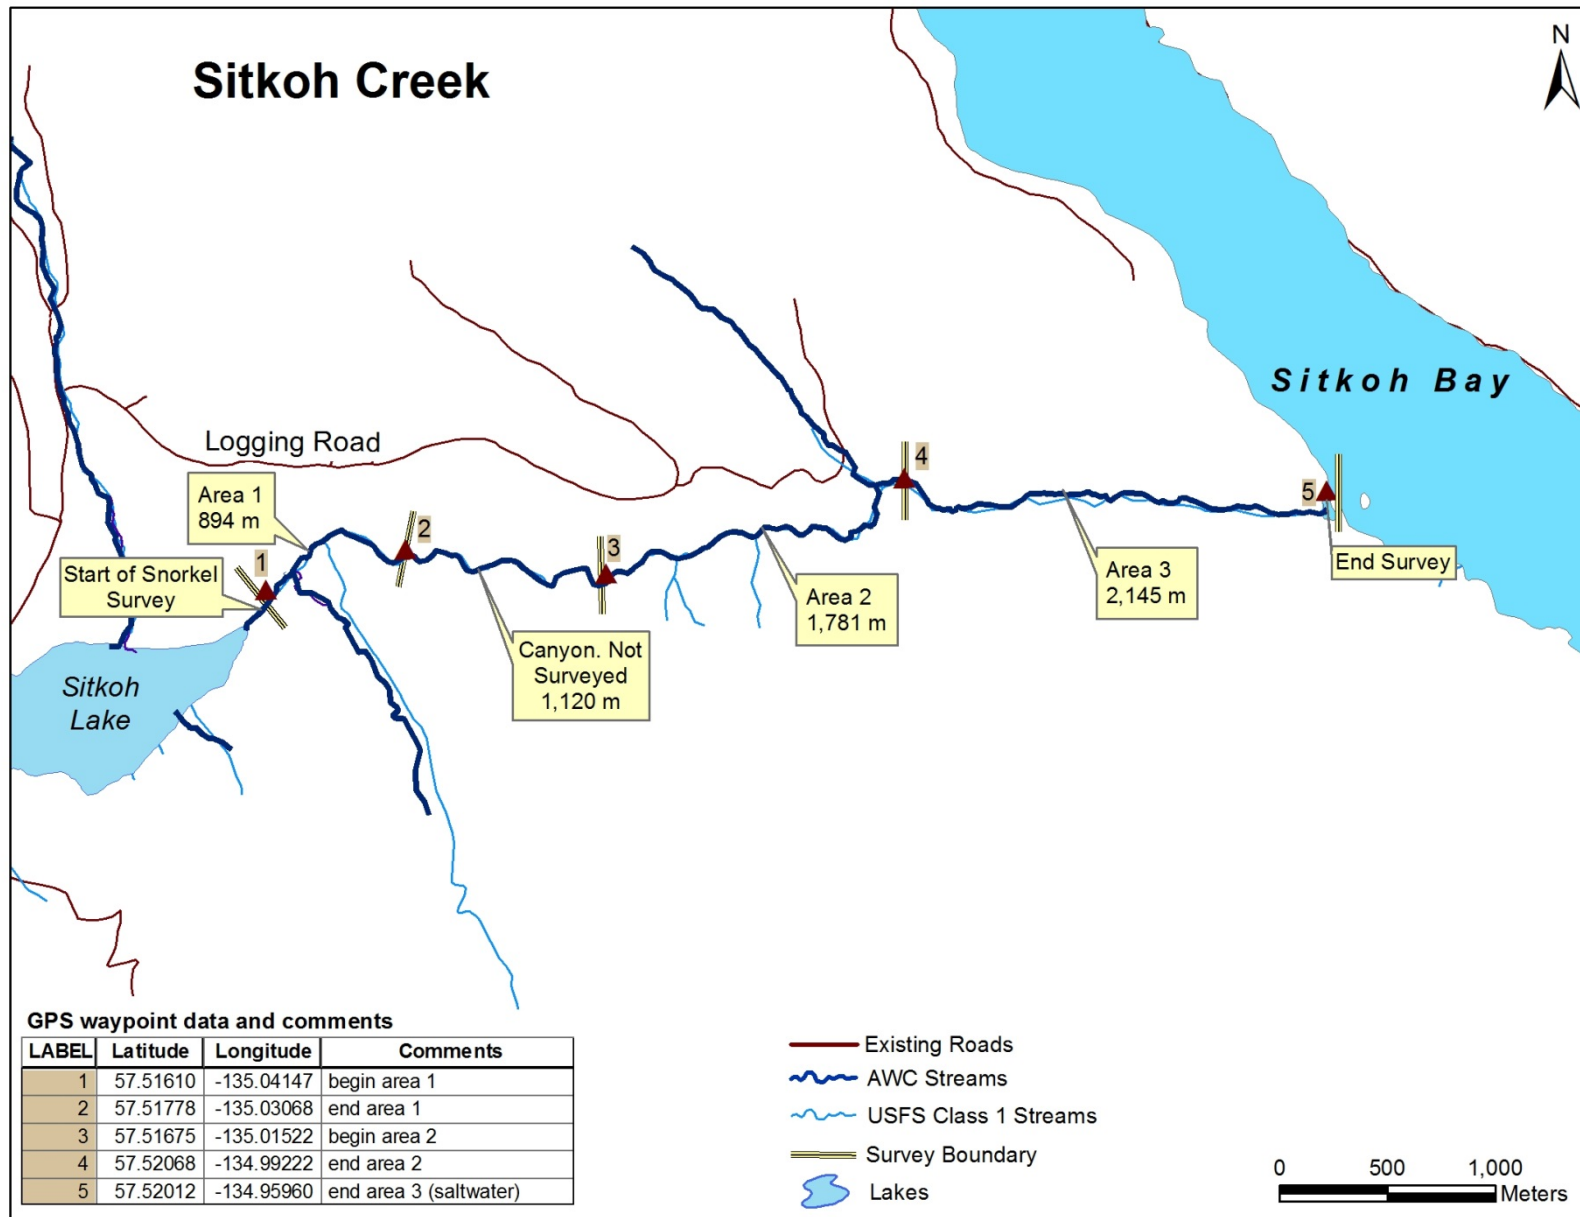 Sitkoh Creek
N
Sitkoh Bay
Logging Road
Area 1
894 m
Start of Snorkel
Survey
1
2
3
4
5
Canyon. Not
Surveyed
1,120 m
Area 2
1,781 m
Area 3
2,145 m
End Survey
Sitkoh
Lake
GPS waypoint data and comments
LABEL Latitude Longitude Comments
1 57.51610 -135.04147 begin area 1
2 57.51778 -135.03068 end area 1
3 57.51675 -135.01522 begin area 2
4 57.52068 -134.99222 end area 2
5 57.52012 -134.95960 end area 3 (saltwater)
Existing Roads
AWC Streams
USFS Class 1 Streams
Survey Boundary
Lakes
0 500 1,000
Meters